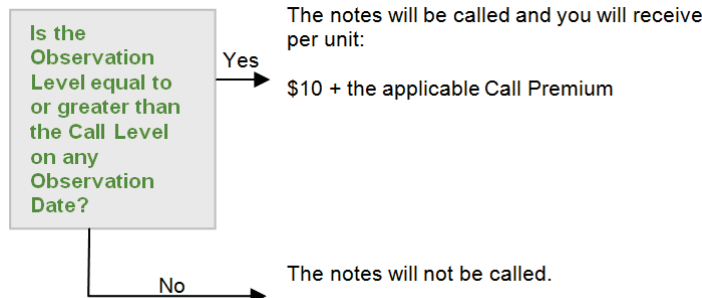 Is the
Observation
Level equal to
or greater than
the Call Level
on any
Observation
Date?
Yes
The notes will be called and you will receive
per unit:
$10 + the applicable Call Premium
No
The notes will not be called.